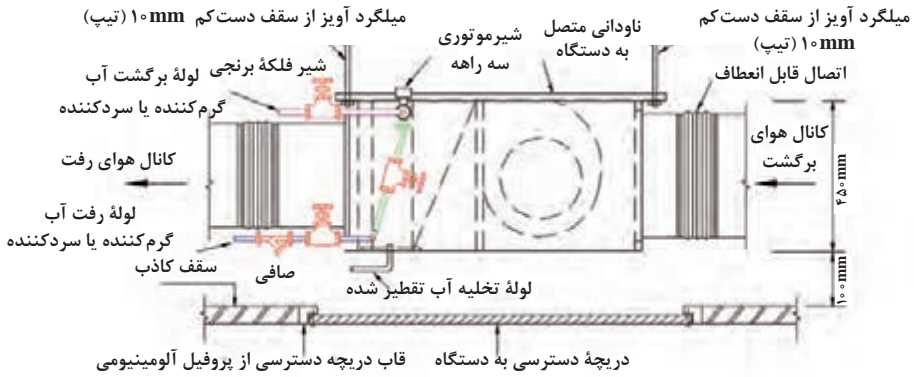 میلگرد آویز از سقف دست‌کم
۱۰mm (تیپ)
میلگرد آویز از سقف دست‌کم ۱۰mm (تیپ)
ناودانی متصل
به دستگاه
شیرموتوری
سه راهه
شیر فلکهٔ برنجی
لولهٔ برگشت آب
گرم‌کننده یا سردکننده
اتصال قابل انعطاف
کانال هوای
برگشت
کانال هوای رفت
لولهٔ رفت آب
گرم‌کننده یا سردکننده
صافی
سقف کاذب
لولهٔ تخلیه آب تقطیر شده
۴۵۰mm
۱۰۰mm
دریچهٔ دسترسی به دستگاه
قاب دریچه دسترسی از پروفیل آلومینیومی